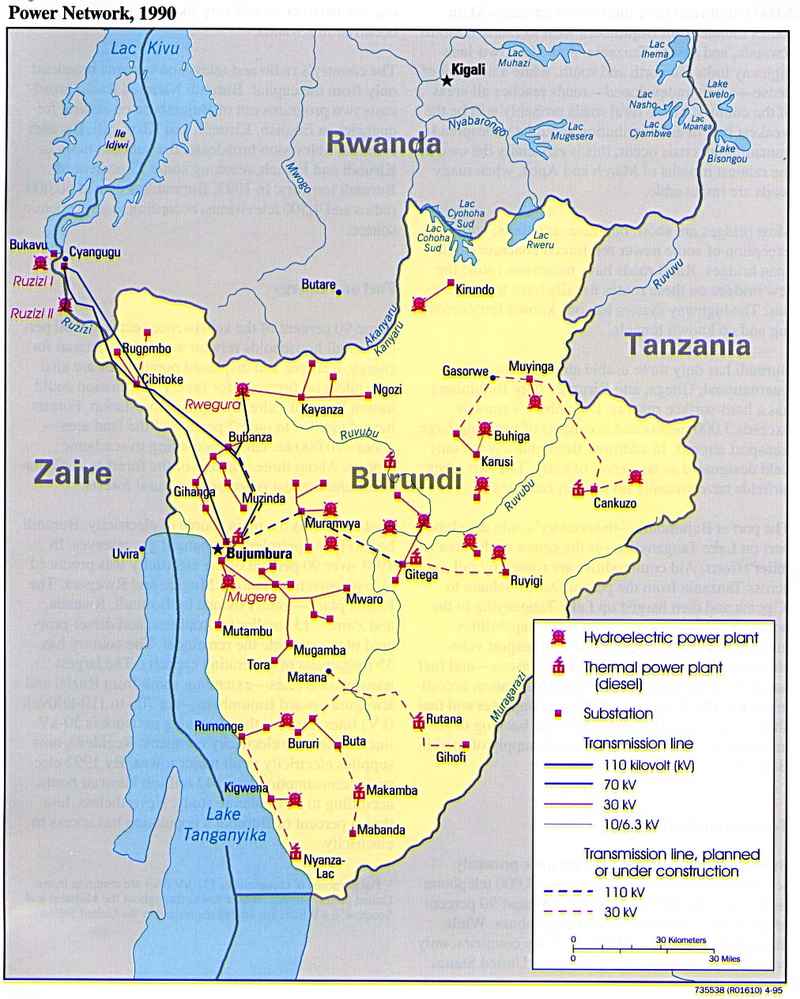 Power Network, 1990
Lac Kivu
Ile
Idjwi
Kigali
Lac
Muhazi
Lac
Ihema
Lake
Lwelo
Lac
Nasho
Lac
Cyambwe
Lac
Mpanga
Lake
Bisongou
Nyabarongo
Lac
Mugesera
Rwanda
Mwogo
Lac
Cyohoha
Sud
Lac
Cohoha
Sud
Lac
Rweru
Bukavu
Cyangugu
Ruzizi I
Ruzizi II
Ruzizi
Butare
Kirundo
Ruvuvu
Akanyaru
Kanyaru
Tanzania
Rugombo
Cibitoke
Gasorwe
Muyinga
Rwegura
Ngozi
Kayanza
Ruvubu
Bubanza
Buhiga
Karusi
Zaire
Burundi
Gihanga
Muzinda
Ruvubu
Cankuzo
Muramvya
Uvira
Bujumbura
Gitega
Ruyigi
Mugere
Mvaro
Mutambu
Mugamba
Tora
Matana
Muragarazi
Rumonge
Bururi
Buta
Rutana
Gihofi
Kigwena
Makamba
Mabanda
Lake
Tanganyika
Nyanza-
Lac
Hydroelectric power plant
Thermal power plant
(diesel)
Substation
Transmission line
110 kilovolt (kV)
70 kV
30 kV
10/6.3 kV
Transmission line, planned
or under construction
110 kV
30 kV
0 30 Kilometers
0 30 Miles
735538 (R01610) 4-95